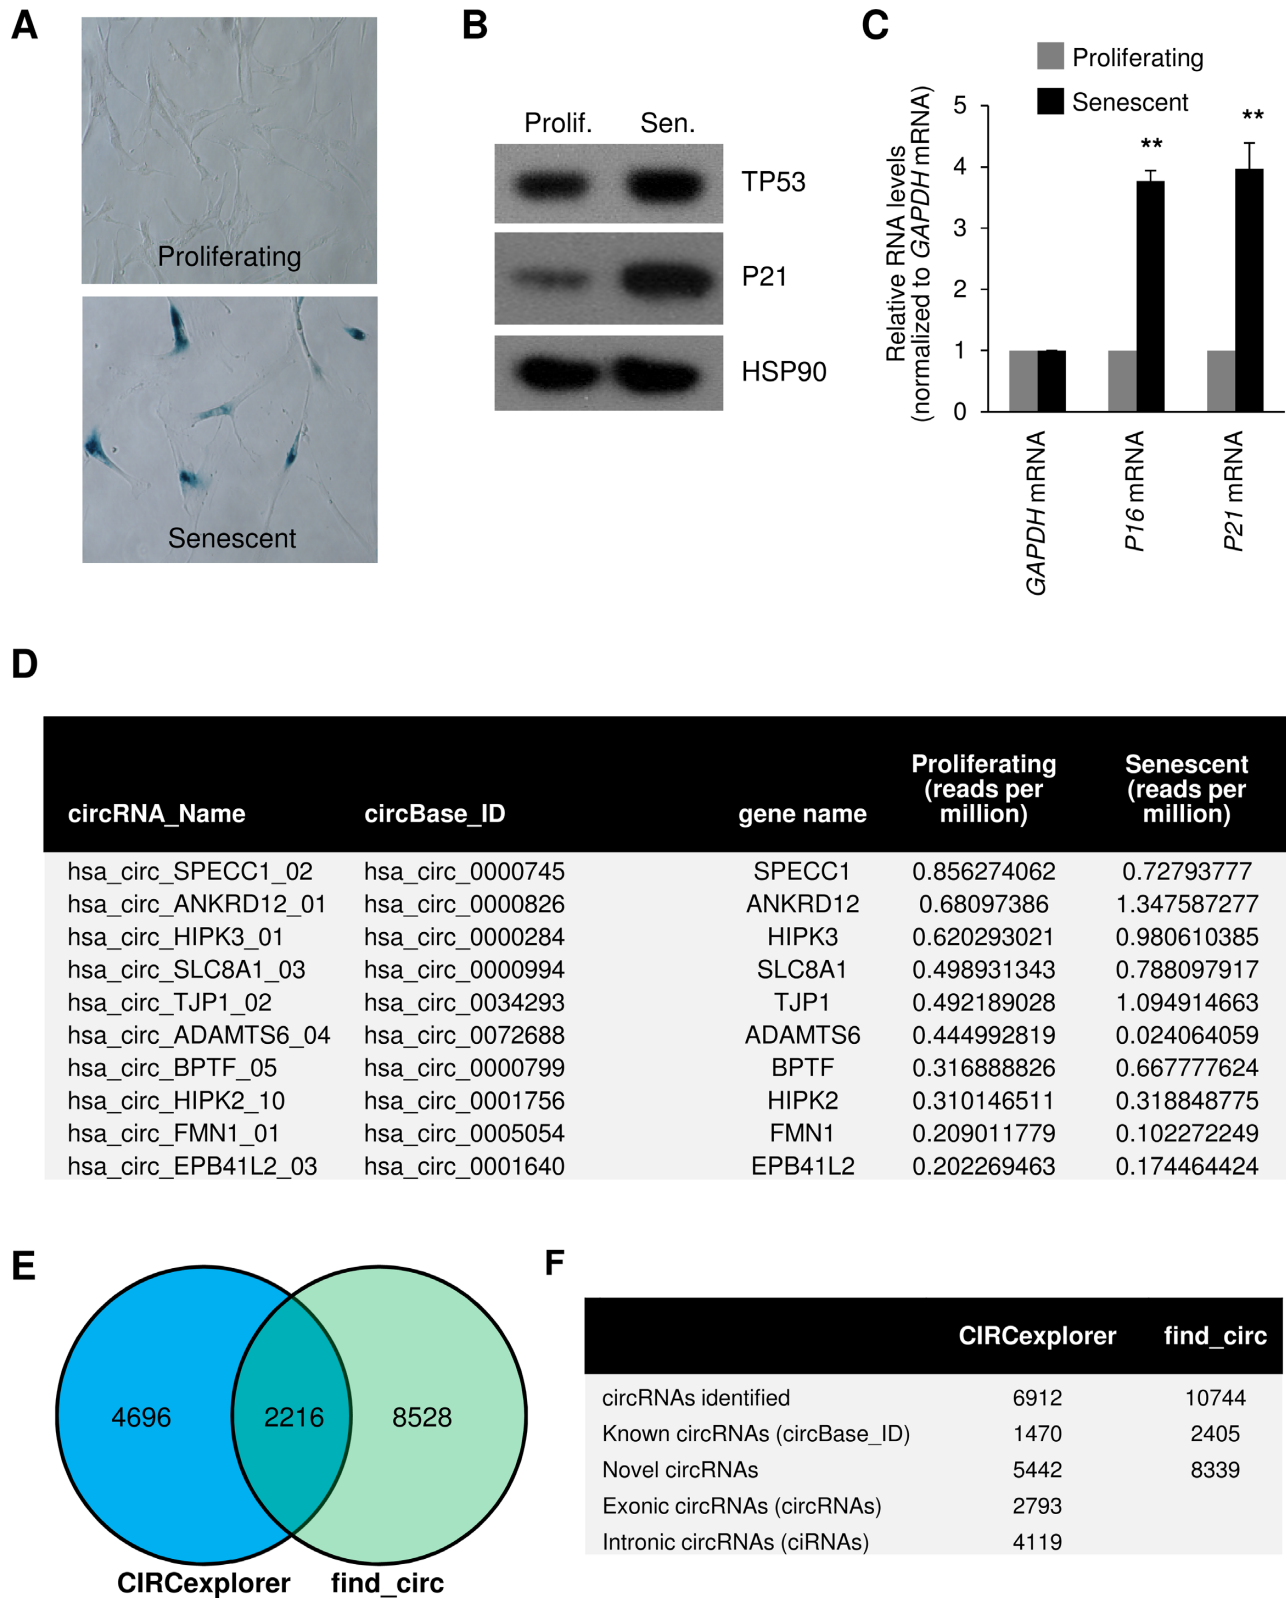 A
Proliferating
Senescent
B
Prolif. Sen.
TP53
P21
HSP90
C
Proliferating
Senescent
Relative RNA levels
(normalized to GAPDH mRNA)
5
4
3
2
1
0
** **
GAPDH mRNA
P16 mRNA
P21 mRNA
D
circRNA_Name circBase_ID gene name Proliferating (reads per million) Senescent (reads per million)
hsa_circ_SPECC1_02 hsa_circ_0000745 SPECC1 0.856274062 0.72793777
hsa_circ_ANKRD12_01 hsa_circ_0000826 ANKRD12 0.68097386 1.347587277
hsa_circ_HIPK3_01 hsa_circ_0000284 HIPK3 0.620293021 0.980610385
hsa_circ_SLC8A1_03 hsa_circ_0000994 SLC8A1 0.498931343 0.788097917
hsa_circ_TJP1_02 hsa_circ_0034293 TJP1 0.492189028 1.094914663
hsa_circ_ADAMTS6_04 hsa_circ_0072688 ADAMTS6 0.444992819 0.024064059
hsa_circ_BPTF_05 hsa_circ_0000799 BPTF 0.316888826 0.667777624
hsa_circ_HIPK2_10 hsa_circ_0001756 HIPK2 0.310146511 0.318848775
hsa_circ_FMN1_01 hsa_circ_0005054 FMN1 0.209011779 0.102272249
hsa_circ_EPB41L2_03 hsa_circ_0001640 EPB41L2 0.202269463 0.174464424
E
4696 2216 8528
CIRCexplorer find_circ
F
CIRCexplorer find_circ
circRNAs identified 6912 10744
Known circRNAs (circBase_ID) 1470 2405
Novel circRNAs 5442 8339
Exonic circRNAs (circRNAs) 2793
Intronic circRNAs (ciRNAs) 4119